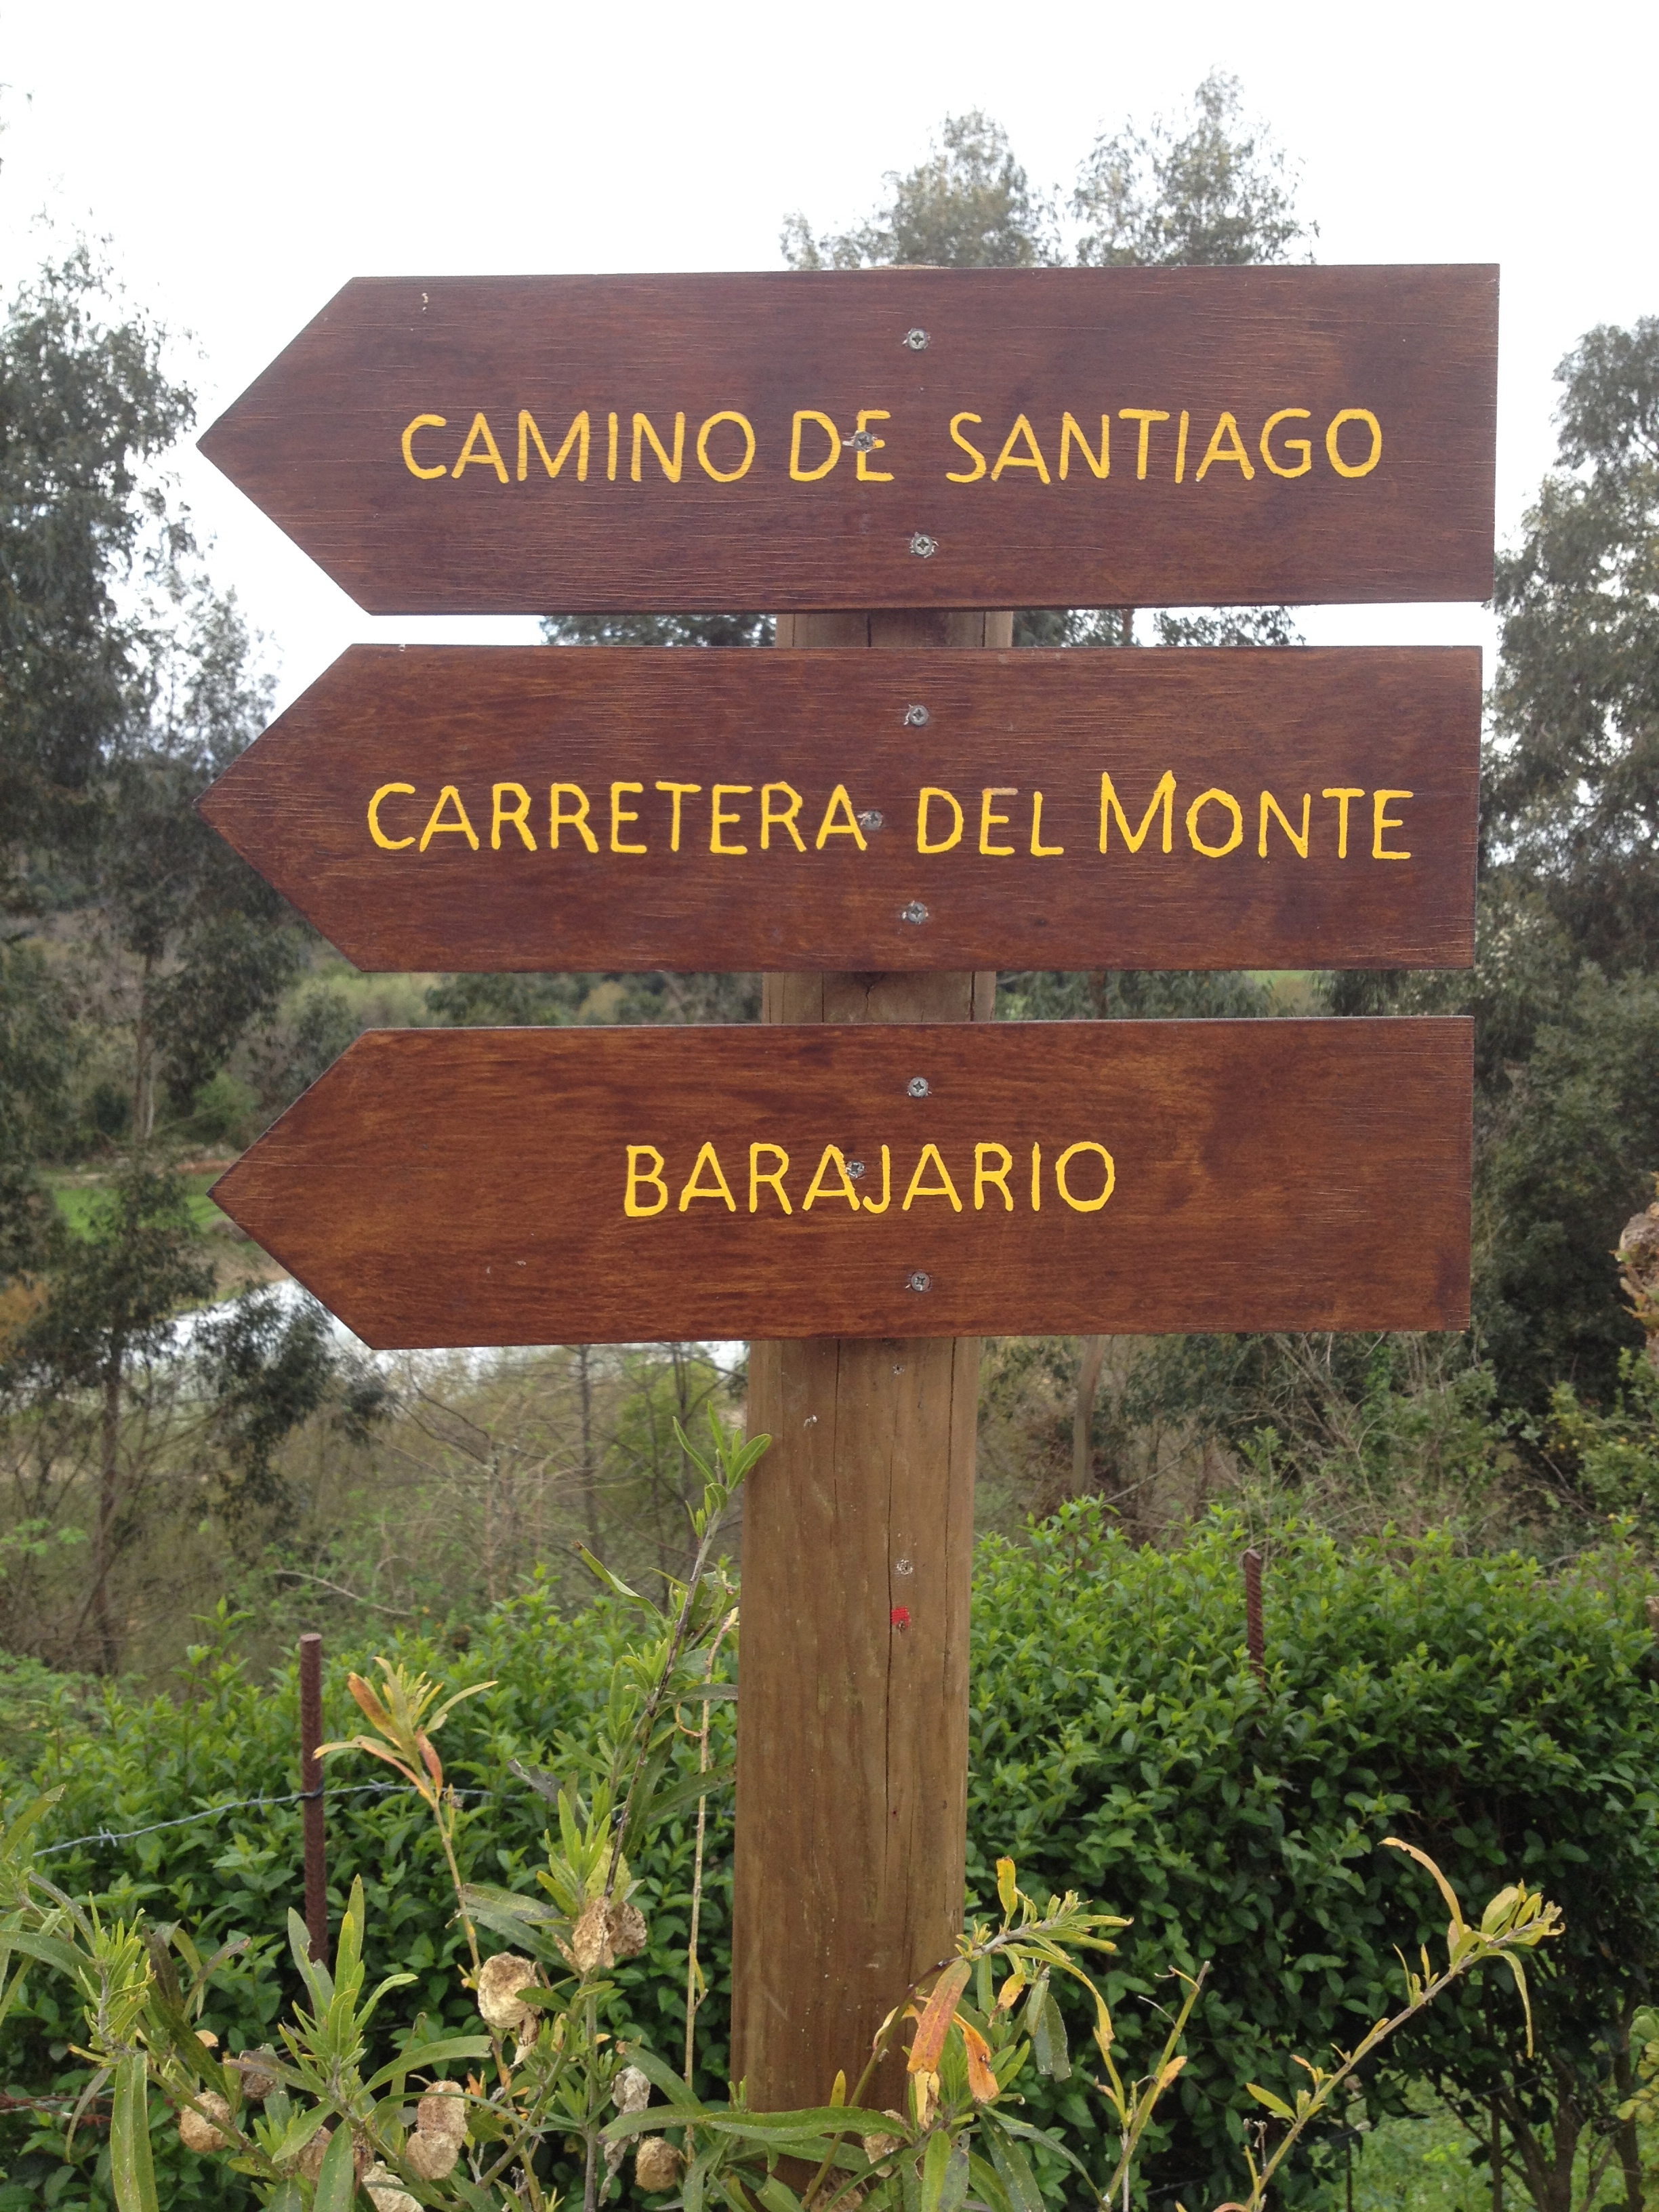 CAMINO DE SANTIAGO
CARRETERA DEL MONTE
BARAJARIO